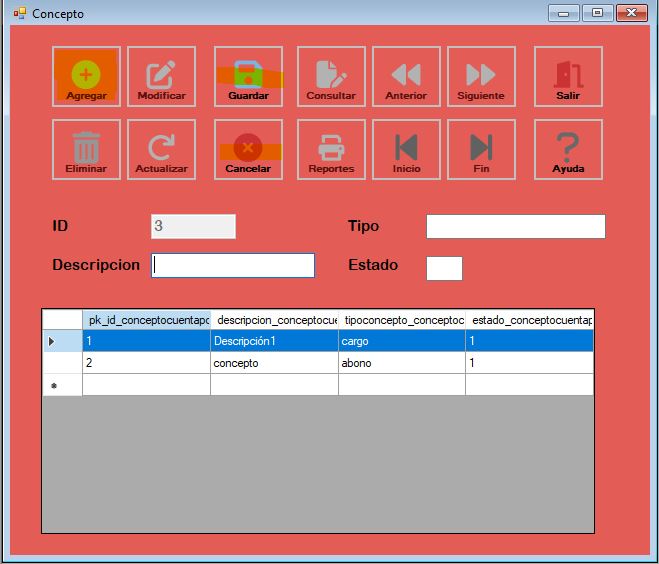 Concepto
Agregar Modificar Guardar Consultar Anterior Siguiente Salir
Eliminar Actualizar Cancelar Reportes Inicio Fin Ayuda
ID 3 Tipo
Descripcion Estado
pk_id_conceptocuentapo descripcion_conceptocue tipoconcepto_conceptoc estado_conceptocuentap
1 Descripción1 cargo 1
2 concepto abono 1